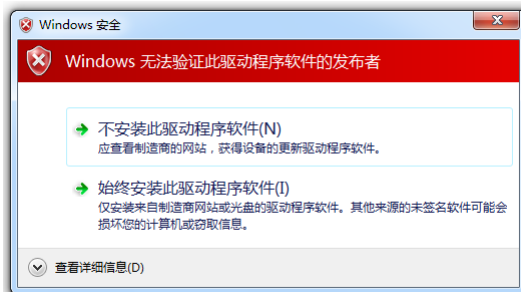 Windows 安全
Windows 无法验证此驱动程序软件的发布者
不安装此驱动程序软件(N)
应查看制造商的网站，获得设备的更新驱动程序软件。
始终安装此驱动程序软件(I)
仅安装来自制造商网站或光盘的驱动程序软件。其他来源的未签名软件可能会
损坏您的计算机或窃取信息。
查看详细信息(D)